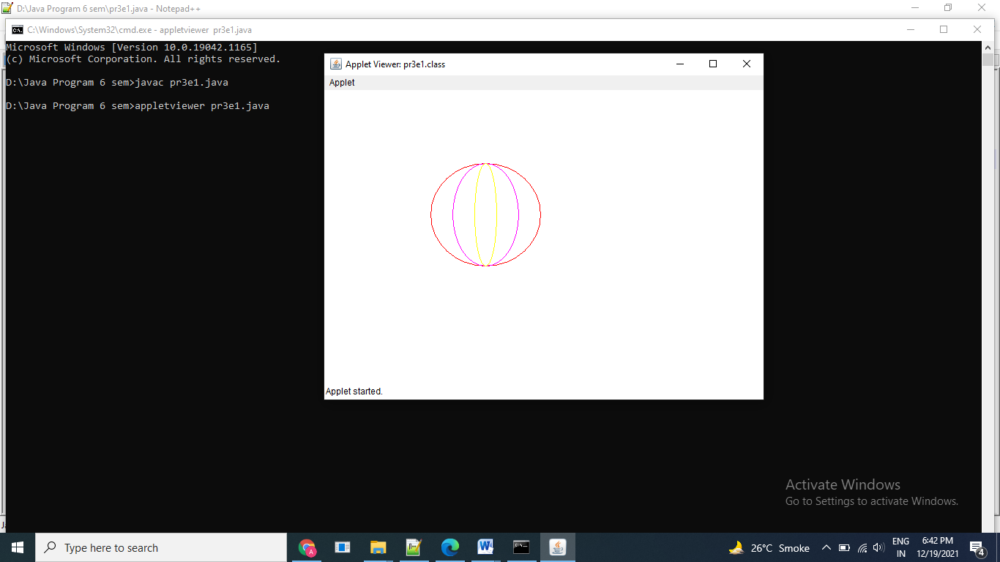 D:\Java Program 6 sem\pr3e1.java - Notepad++
C:\Windows\System32\cmd.exe - appletviewer  pr3e1.java
Microsoft Windows [Version 10.0.19042.1165]
(c) Microsoft Corporation. All rights reserved.
D:\Java Program 6 sem>javac pr3e1.java
D:\Java Program 6 sem>appletviewer pr3e1.java
Applet Viewer: pr3e1.class
Applet
Applet started.
Activate Windows
Go to Settings to activate Windows.
Type here to search
26°C Smoke
ENG
IN
6:42 PM
12/19/2021
4